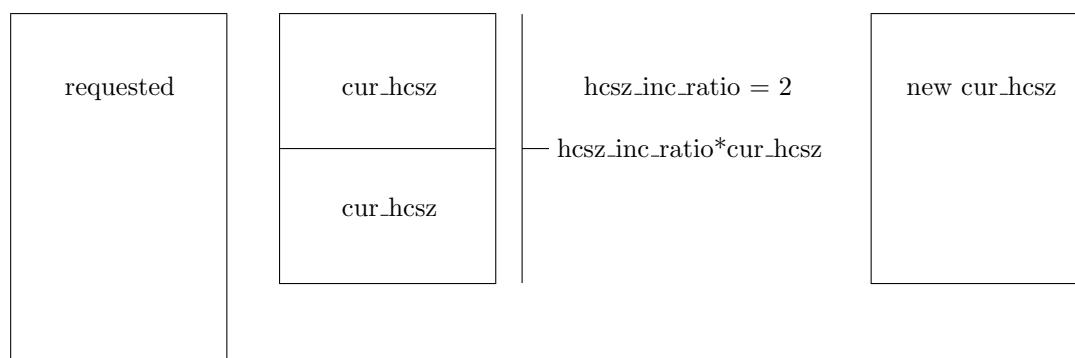 requested
cur_hcsz
hcsz_inc_ratio = 2
new cur_hcsz
hcsz_inc_ratio*cur_hcsz
cur_hcsz